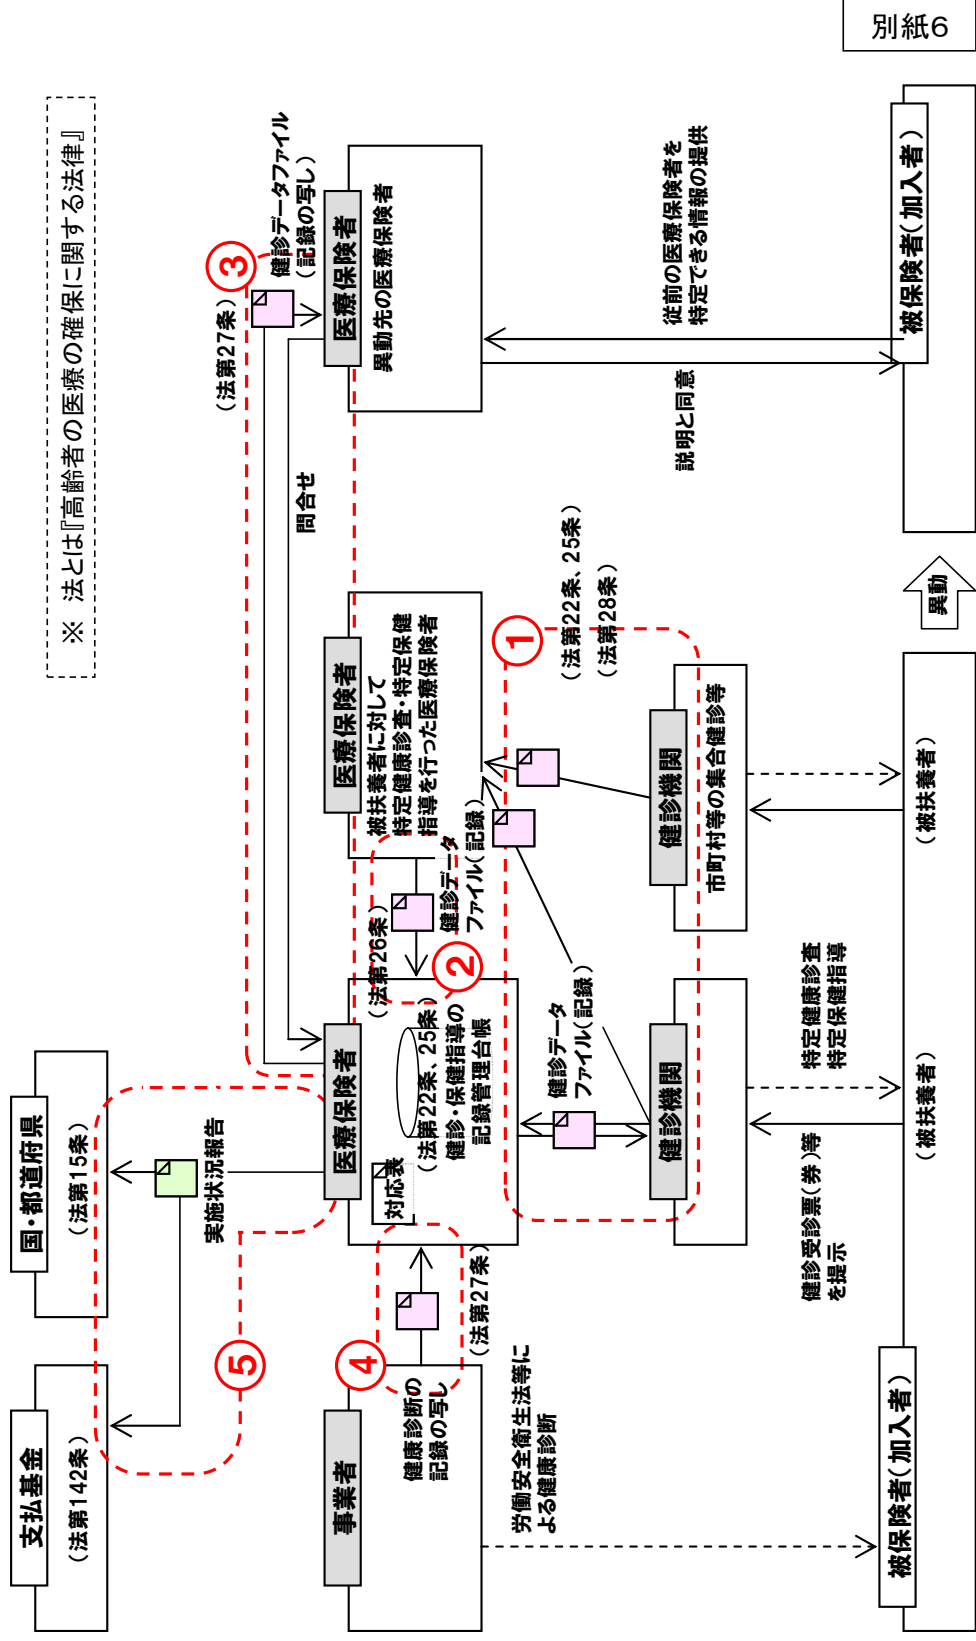 別紙6
※ 法とは『高齢者の医療の確保に関する法律』
支払基金
(法第142条)
国・都道府県
(法第15条)
実施状況報告
⑤
③
(法第27条)
健診データファイル
(記録の写し)
問合せ
事業者
健康診断の
記録の写し
④
(法第27条)
労働安全衛生法等に
よる健康診断
医療保険者
対応表
(法第22条、25条)
健診・保健指導の
記録管理台帳
(法第26条)
②
健診データ
ファイル(記録)
医療保険者
被扶養者に対して
特定健康診査・特定保健
指導を行った医療保険者
医療保険者
異動先の医療保険者
①
(法第22条、25条)
(法第28条)
健診データ
ファイル(記録)
健診機関
健診機関
市町村等の集合健診等
健診受診票(券)等
を提示
特定健康診査
特定保健指導
説明と同意
従前の医療保険者を
特定できる情報の提供
被保険者(加入者)
(被扶養者)
(被扶養者)
異動
被保険者(加入者)